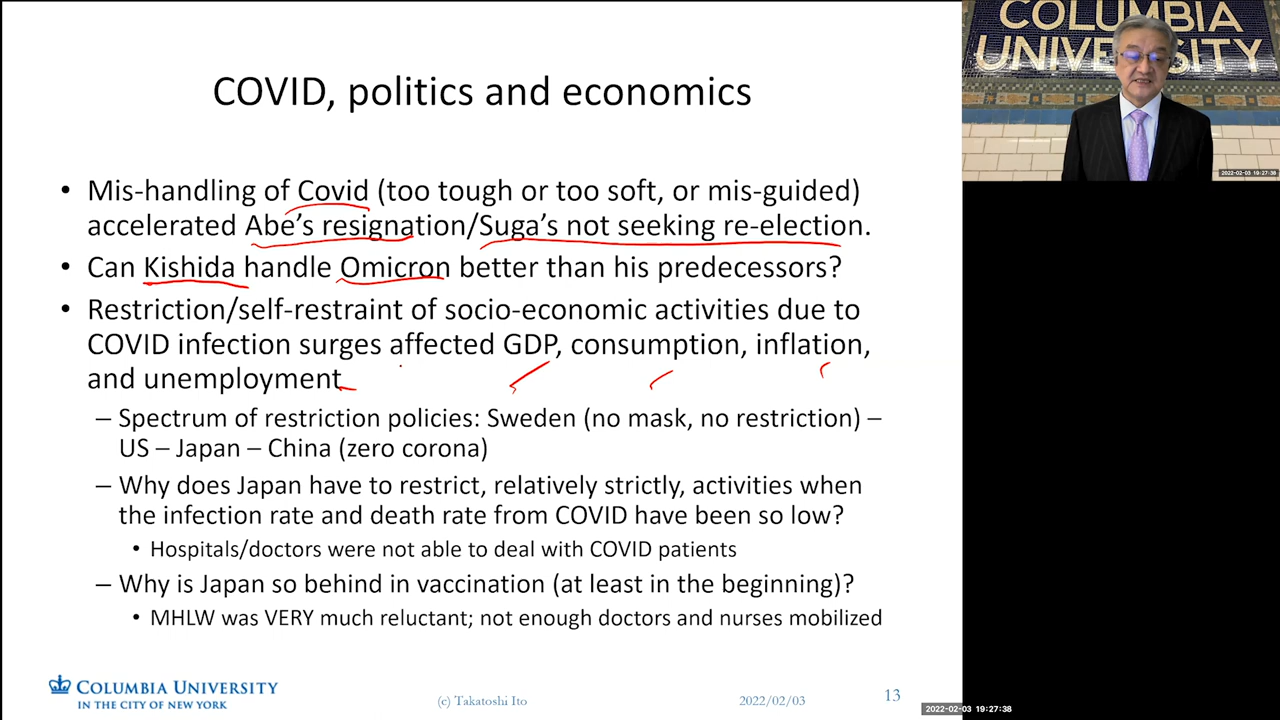 COVID, politics and economics
• Mis-handling of Covid (too tough or too soft, or mis-guided)
accelerated Abe's resignation/Suga's not seeking re-election.
• Can Kishida handle Omicron better than his predecessors?
• Restriction/self-restraint of socio-economic activities due to
COVID infection surges affected GDP, consumption, inflation,
and unemployment
– Spectrum of restriction policies: Sweden (no mask, no restriction) –
US – Japan – China (zero corona)
– Why does Japan have to restrict, relatively strictly, activities when
the infection rate and death rate from COVID have been so low?
• Hospitals/doctors were not able to deal with COVID patients
– Why is Japan so behind in vaccination (at least in the beginning)?
• MHLW was VERY much reluctant; not enough doctors and nurses mobilized
COLUMBIA UNIVERSITY
IN THE CITY OF NEW YORK
(c) Takatoshi Ito
2022/02/03
13
2022-02-03 19:27:38
COLUMBIA
UNIVERSITY
2022-02-03 19:27:36